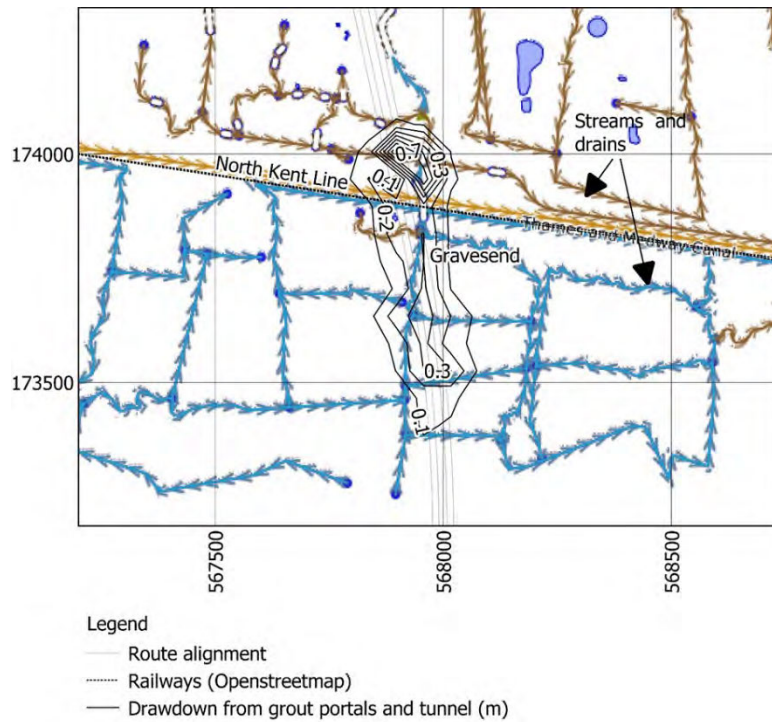 Streams and
drains
174000
0.7
0.3
North Kent Line
0.1
0.2
Thames and Medway Canal
Gravesend
173500
0.3
0.1
567500
568000
568500
Legend
Route alignment
Railways (Openstreetmap)
Drawdown from grout portals and tunnel (m)